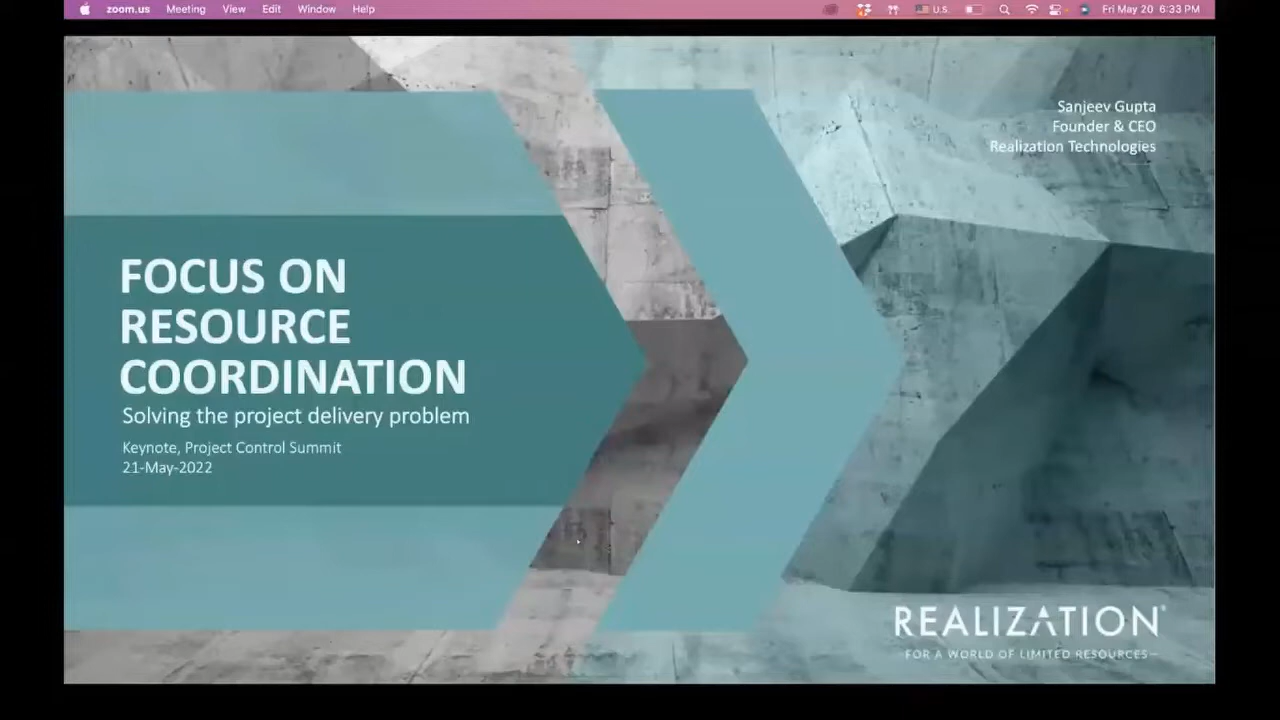 zoom.us Meeting View Edit Window Help U.S. Fri May 20 6:33 PM
Sanjeev Gupta
Founder & CEO
Realization Technologies
FOCUS ON
RESOURCE
COORDINATION
Solving the project delivery problem
Keynote, Project Control Summit
21-May-2022
REALIZATION®
FOR A WORLD OF LIMITED RESOURCES